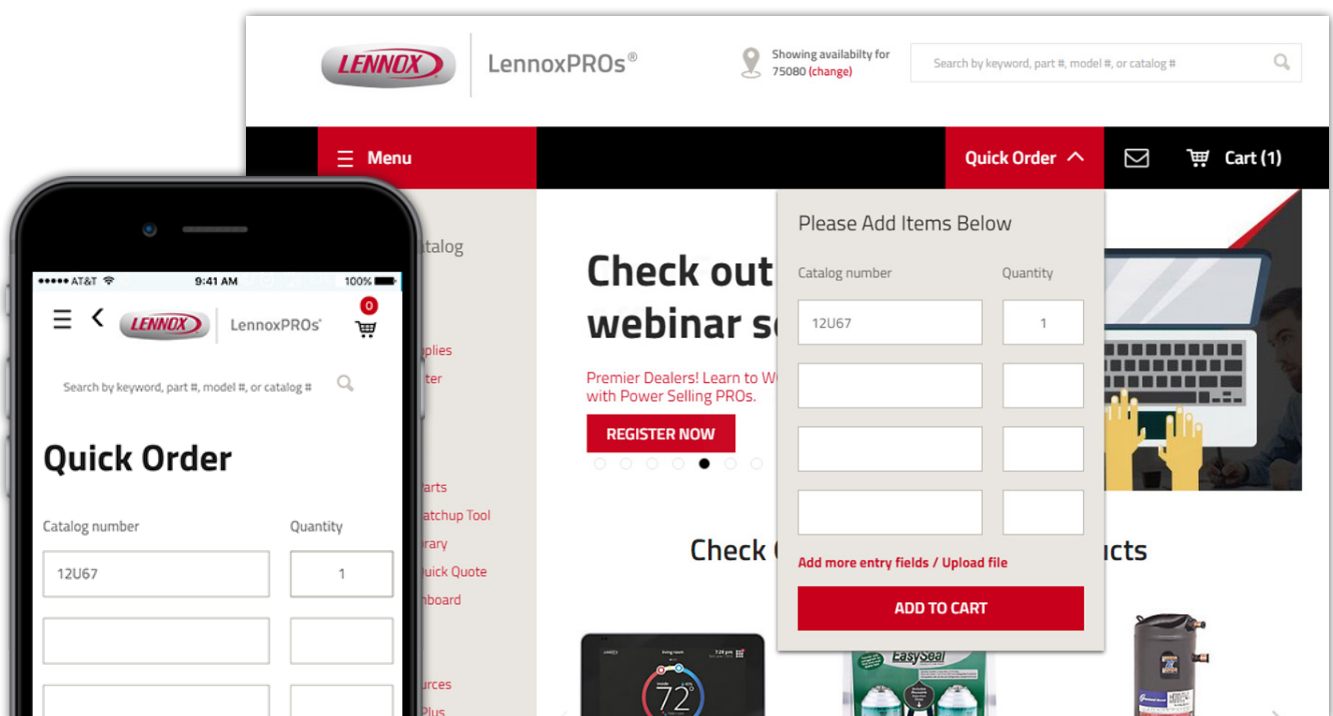 LENNOX
LennoxPROs®
Showing availabilty for
75080 (change)
Search by keyword, part #, model #, or catalog #
Menu
Quick Order
Cart (1)
atalog
plies
ter
arts
atchup Tool
rary
uick Quote
hboard
urces
Plus
Check out
webinar s
Premier Dealers! Learn to W
with Power Selling PROs.
REGISTER NOW
Please Add Items Below
Catalog number Quantity
12U67 1
Add more entry fields / Upload file
ADD TO CART
Check
ucts
72°
EasySeal
AT&T 9:41 AM 100%
LENNOX
LennoxPROs
0
Search by keyword, part #, model #, or catalog #
Quick Order
Catalog number Quantity
12U67 1